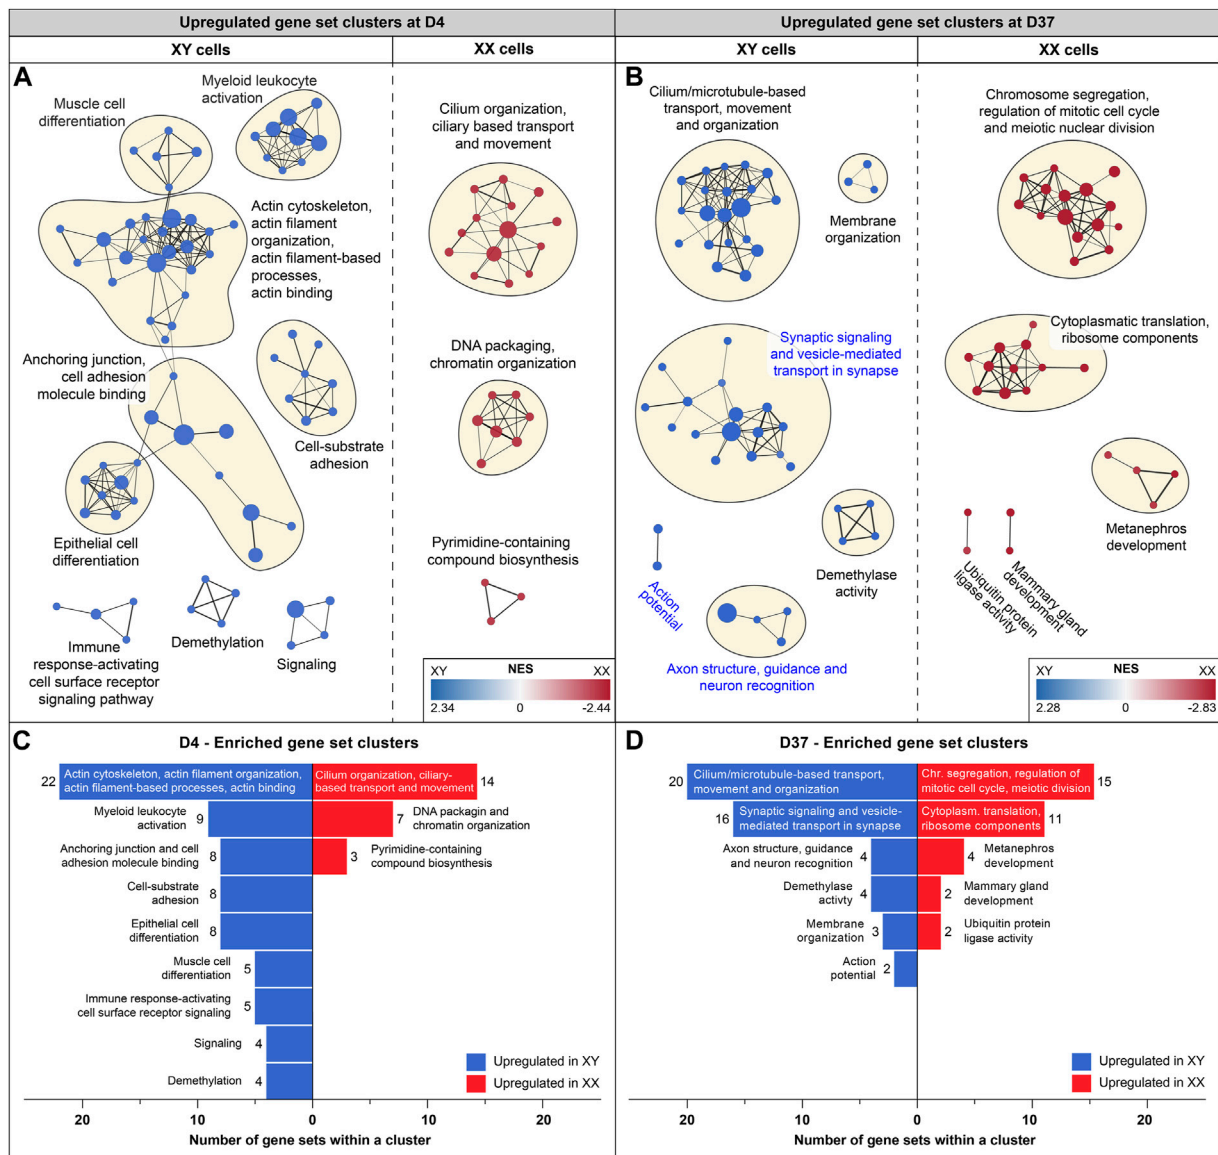 Upregulated gene set clusters at D4
Upregulated gene set clusters at D37
XY cells
XX cells
XY cells
XX cells
A
Muscle cell
differentiation
Myeloid leukocyte
activation
Actin cytoskeleton,
actin filament
organization,
actin filament-based
processes,
actin binding
Anchoring junction,
cell adhesion
molecule binding
Cell-substrate
adhesion
Epithelial cell
differentiation
Immune
response-activating
cell surface receptor
signaling pathway
Demethylation
Signaling
Cilium organization,
ciliary based transport
and movement
DNA packaging,
chromatin organization
Pyrimidine-containing
compound biosynthesis
XY NES XX
2.34 0 -2.44
B
Cilium/microtubule-based
transport, movement
and organization
Membrane
organization
Synaptic signaling
and vesicle-mediated
transport in synapse
Action
potential
Demethylase
activity
Axon structure, guidance and
neuron recognition
Chromosome segregation,
regulation of mitotic cell cycle
and meiotic nuclear division
Cytoplasmatic translation,
ribosome components
Metanephros
development
Ubiquitin protein
ligase activity
Mammary gland
development
XY NES XX
2.28 0 -2.83
C
D4 - Enriched gene set clusters
22
Actin cytoskeleton, actin filament organization,
actin filament-based processes, actin binding
Cilium organization, ciliary-
based transport and movement
14
Myeloid leukocyte
activation
9
7
DNA packagin and
chromatin organization
Anchoring junction and cell
adhesion molecule binding
8
3
Pyrimidine-containing
compound biosynthesis
Cell-substrate
adhesion
8
Epithelial cell
differentiation
8
Muscle cell
differentiation
5
Immune response-activating
cell surface receptor signaling
5
Signaling
4
Demethylation
4
Upregulated in XY
Upregulated in XX
20 10 0 10 20
Number of gene sets within a cluster
D
D37 - Enriched gene set clusters
20
Cilium/microtubule-based transport,
movement and organization
Chr. segregation, regulation of
mitotic cell cycle, meiotic division
15
16
Synaptic signaling and vesicle-
mediated transport in synapse
Cytoplasm. translation,
ribosome components
11
Axon structure, guidance
and neuron recognition
4
4
Metanephros
development
Demethylase
activty
4
2
Mammary gland
development
Membrane
organization
3
2
Ubiquitin protein
ligase activity
Action
potential
2
Upregulated in XY
Upregulated in XX
20 10 0 10 20
Number of gene sets within a cluster